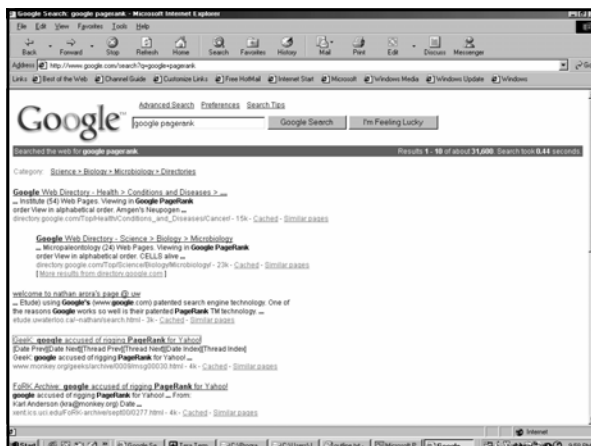 Google Search: google pagerank - Microsoft Internet Explorer
File Edit View Favorites Tools Help
Back Forward Stop Refresh Home Search Favorites History Mail Print Edit Discuss Messenger
Address http://www.google.com/search?q=google+pagerank Go
Links Best of the Web Channel Guide Customize Links Free HotMail Internet Start Microsoft Windows Media Windows Update Windows
Advanced Search Preferences Search Tips
Google
google pagerank Google Search I'm Feeling Lucky
Searched the web for google pagerank. Results 1 - 10 of about 31,600. Search took 0.44 seconds.
Category: Science > Biology > Microbiology > Directories
Google Web Directory - Health > Conditions and Diseases > ...
... Institute (54) Web Pages. Viewing in Google PageRank
order View in alphabetical order. Amgen's Neupogen ...
directory.google.com/Top/Health/Conditions_and_Diseases/Cancer/ - 15k - Cached - Similar pages
Google Web Directory - Science > Biology > Microbiology
... Micropaleontology (24) Web Pages. Viewing in Google PageRank
order View in alphabetical order. CELLS alive ...
directory.google.com/Top/Science/Biology/Microbiology/ - 23k - Cached - Similar pages
[ More results from directory.google.com ]
welcome to nathan arora's page @ uw
... Etude) using Google's (www.google.com) patented search engine technology. One of
the reasons Google works so well is their patented PageRank TM technology. ...
etude.uwaterloo.ca/~nathan/search.html - 3k - Cached - Similar pages
GeeK: google accused of rigging PageRank for Yahoo!
[Date Prev][Date Next][Thread Prev][Thread Next][Date Index][Thread Index]
GeeK: google accused of rigging PageRank for Yahoo! ...
www.monkey.org/geeks/archive/0009/msg00030.html - 4k - Cached - Similar pages
FoRK Archive: google accused of rigging PageRank for Yahoo!
google accused of rigging PageRank for Yahoo! ... From:
Karl Anderson (kra@monkey.org) Date ...
xent.ics.uci.edu/FoRK-archive/sept00/0277.html - 4k - Cached - Similar pages
Internet
Start